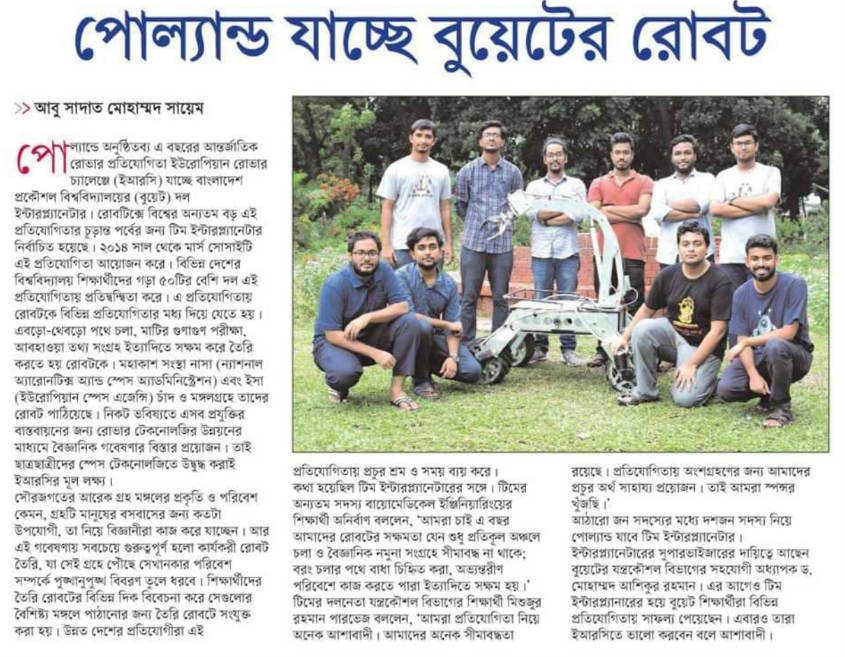 পোল্যান্ড যাচ্ছে বুয়েটের রোবট
>> আবু সাদাত মোহাম্মদ সায়েম
পোল্যান্ডে অনুষ্ঠিতব্য এ বছরের আন্তর্জাতিক
রোভার প্রতিযোগিতা ইউরোপিয়ান রোভার
চ্যালেঞ্জে (ইআরসি) যাচ্ছে বাংলাদেশ
প্রকৌশল বিশ্ববিদ্যালয়ের (বুয়েট) দল
ইন্টারপ্ল্যানেটার। রোবটিক্সে বিশ্বের অন্যতম বড় এই
প্রতিযোগিতার চূড়ান্ত পর্বের জন্য টিম ইন্টারপ্ল্যানেটার
নির্বাচিত হয়েছে। ২০১৪ সাল থেকে মার্স সোসাইটি
এই প্রতিযোগিতা আয়োজন করে। বিভিন্ন দেশের
বিশ্ববিদ্যালয় শিক্ষার্থীদের গড়া ৫০টির বেশি দল এই
প্রতিযোগিতায় প্রতিদ্বন্দ্বিতা করে। এ প্রতিযোগিতায়
রোবটকে বিভিন্ন প্রতিযোগিতার মধ্য দিয়ে যেতে হয়।
এবড়ো-থেবড়ো পথে চলা, মাটির গুণাগুণ পরীক্ষা,
আবহাওয়া তথ্য সংগ্রহ ইত্যাদিতে সক্ষম করে তৈরি
করতে হয় রোবটকে। মহাকাশ সংস্থা নাসা (ন্যাশনাল
অ্যারোনটিক্স অ্যান্ড স্পেস অ্যাডমিনিস্ট্রেশন) এবং ইসা
(ইউরোপিয়ান স্পেস এজেন্সি) চাঁদ ও মঙ্গলগ্রহে তাদের
রোবট পাঠিয়েছে। নিকট ভবিষ্যতে এসব প্রযুক্তির
বাস্তবায়নের জন্য রোভার টেকনোলজির উন্নয়নের
মাধ্যমে বৈজ্ঞানিক গবেষণার বিস্তার প্রয়োজন। তাই
ছাত্রছাত্রীদের স্পেস টেকনোলজিতে উদ্বুদ্ধ করাই
ইআরসির মূল লক্ষ্য।
সৌরজগতের আরেক গ্রহ মঙ্গলের প্রকৃতি ও পরিবেশ
কেমন, গ্রহটি মানুষের বসবাসের জন্য কতটা
উপযোগী, তা নিয়ে বিজ্ঞানীরা কাজ করে যাচ্ছেন। আর
এই গবেষণায় সবচেয়ে গুরুত্বপূর্ণ হলো কার্যকরী রোবট
তৈরি, যা সেই গ্রহে পৌঁছে সেখানকার পরিবেশ
সম্পর্কে পুঙ্খানুপুঙ্খ বিবরণ তুলে ধরবে। শিক্ষার্থীদের
তৈরি রোবটের বিভিন্ন দিক বিবেচনা করে সেগুলোর
বৈশিষ্ট্য মঙ্গলে পাঠানোর জন্য তৈরি রোবটে সংযুক্ত
করা হয়। উন্নত দেশের প্রতিযোগীরা এই
প্রতিযোগিতায় প্রচুর শ্রম ও সময় ব্যয় করে।
কথা হয়েছিল টিম ইন্টারপ্ল্যানেটারের সঙ্গে। টিমের
অন্যতম সদস্য বায়োমেডিকেল ইঞ্জিনিয়ারিংয়ের
শিক্ষার্থী অনির্বাণ বললেন, 'আমরা চাই এ বছর
আমাদের রোবটের সক্ষমতা যেন শুধু প্রতিকূল অঞ্চলে
চলা ও বৈজ্ঞানিক নমুনা সংগ্রহে সীমাবদ্ধ না থাকে;
বরং চলার পথে বাধা চিহ্নিত করা, অভ্যন্তরীণ
পরিবেশে কাজ করতে পারা ইত্যাদিতে সক্ষম হয়।'
টিমের দলনেতা যন্ত্রকৌশল বিভাগের শিক্ষার্থী মিশুজুর
রহমান পারভেজ বললেন, 'আমরা প্রতিযোগিতা নিয়ে
অনেক আশাবাদী। আমাদের অনেক সীমাবদ্ধতা
রয়েছে। প্রতিযোগিতায় অংশগ্রহণের জন্য আমাদের
প্রচুর অর্থ সাহায্য প্রয়োজন। তাই আমরা স্পন্সর
খুঁজছি।'
আঠারো জন সদস্যের মধ্যে দশজন সদস্য নিয়ে
পোল্যান্ড যাবে টিম ইন্টারপ্ল্যানেটার।
ইন্টারপ্ল্যানেটারের সুপারভাইজারের দায়িত্বে আছেন
বুয়েটের যন্ত্রকৌশল বিভাগের সহযোগী অধ্যাপক ড.
মোহাম্মদ আশিকুর রহমান। এর আগেও টিম
ইন্টারপ্ল্যানারের হয়ে বুয়েট শিক্ষার্থীরা বিভিন্ন
প্রতিযোগিতায় সাফল্য পেয়েছেন। এবারও তারা
ইআরসিতে ভালো করবেন বলে আশাবাদী।